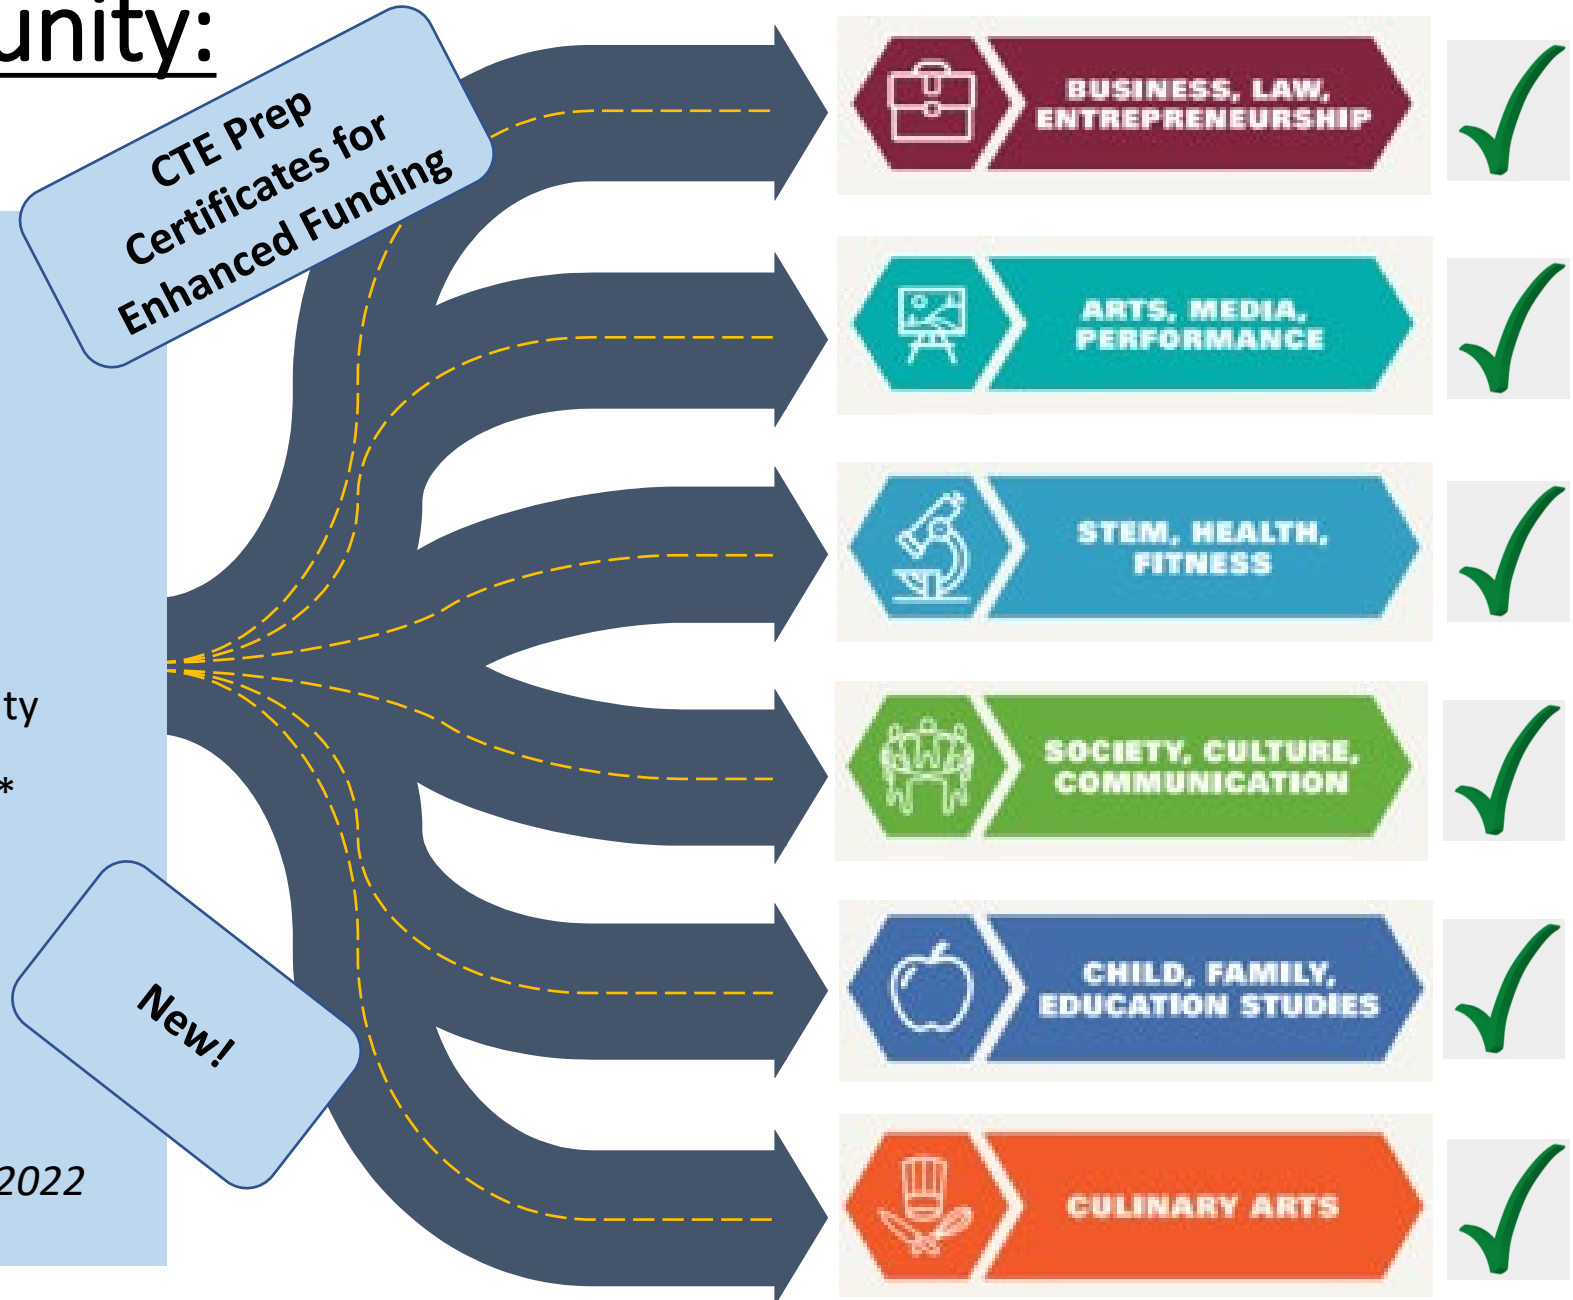 unity:
CTE Prep
Certificates for
Enhanced Funding
ty
*
New!
2022
BUSINESS, LAW,
ENTREPRENEURSHIP
ARTS, MEDIA,
PERFORMANCE
STEM, HEALTH,
FITNESS
SOCIETY, CULTURE,
COMMUNICATION
CHILD, FAMILY,
EDUCATION STUDIES
CULINARY ARTS